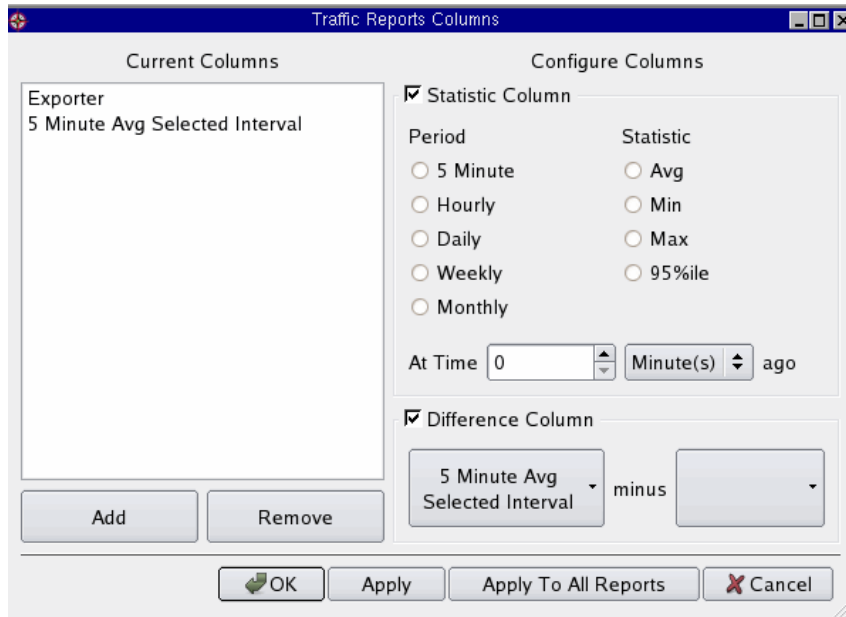 Traffic Reports Columns
Current Columns
Exporter
5 Minute Avg Selected Interval
Add
Remove
Configure Columns
Statistic Column
Period
5 Minute
Hourly
Daily
Weekly
Monthly
Statistic
Avg
Min
Max
95%ile
At Time 0 Minute(s) ago
Difference Column
5 Minute Avg
Selected Interval
minus
OK
Apply
Apply To All Reports
Cancel